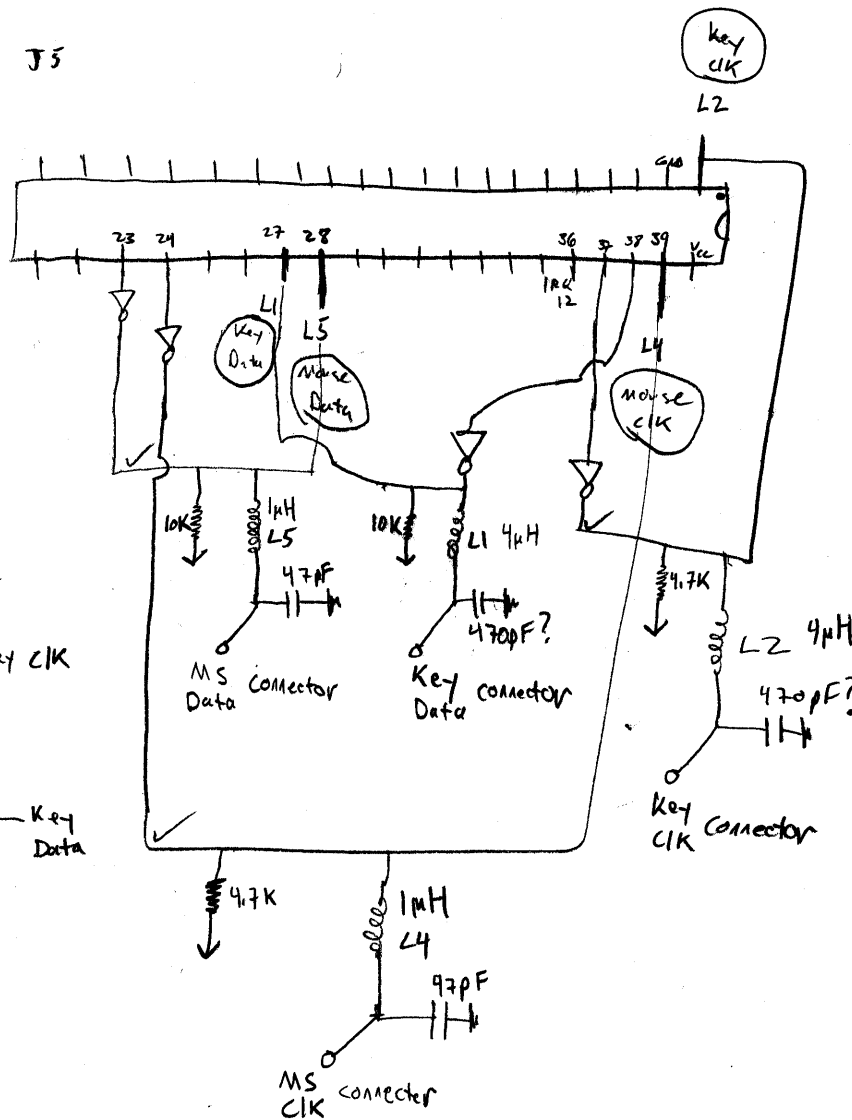 J5
Key
ClK
L2
GND
23
24
27
28
36
37
38
39
Vcc
IRQ
12
L1
Key
Data
L5
Mouse
Data
L4
Mouse
ClK
10K
1μH
L5
47pF
10K
L1 4μH
470pF?
4.7K
L2 4μH
470pF?
MS
Data Connector
Key
Data Connector
Key
ClK Connector
ey ClK
Key
Data
4.7K
1μH
L4
47pF
MS
ClK Connecter